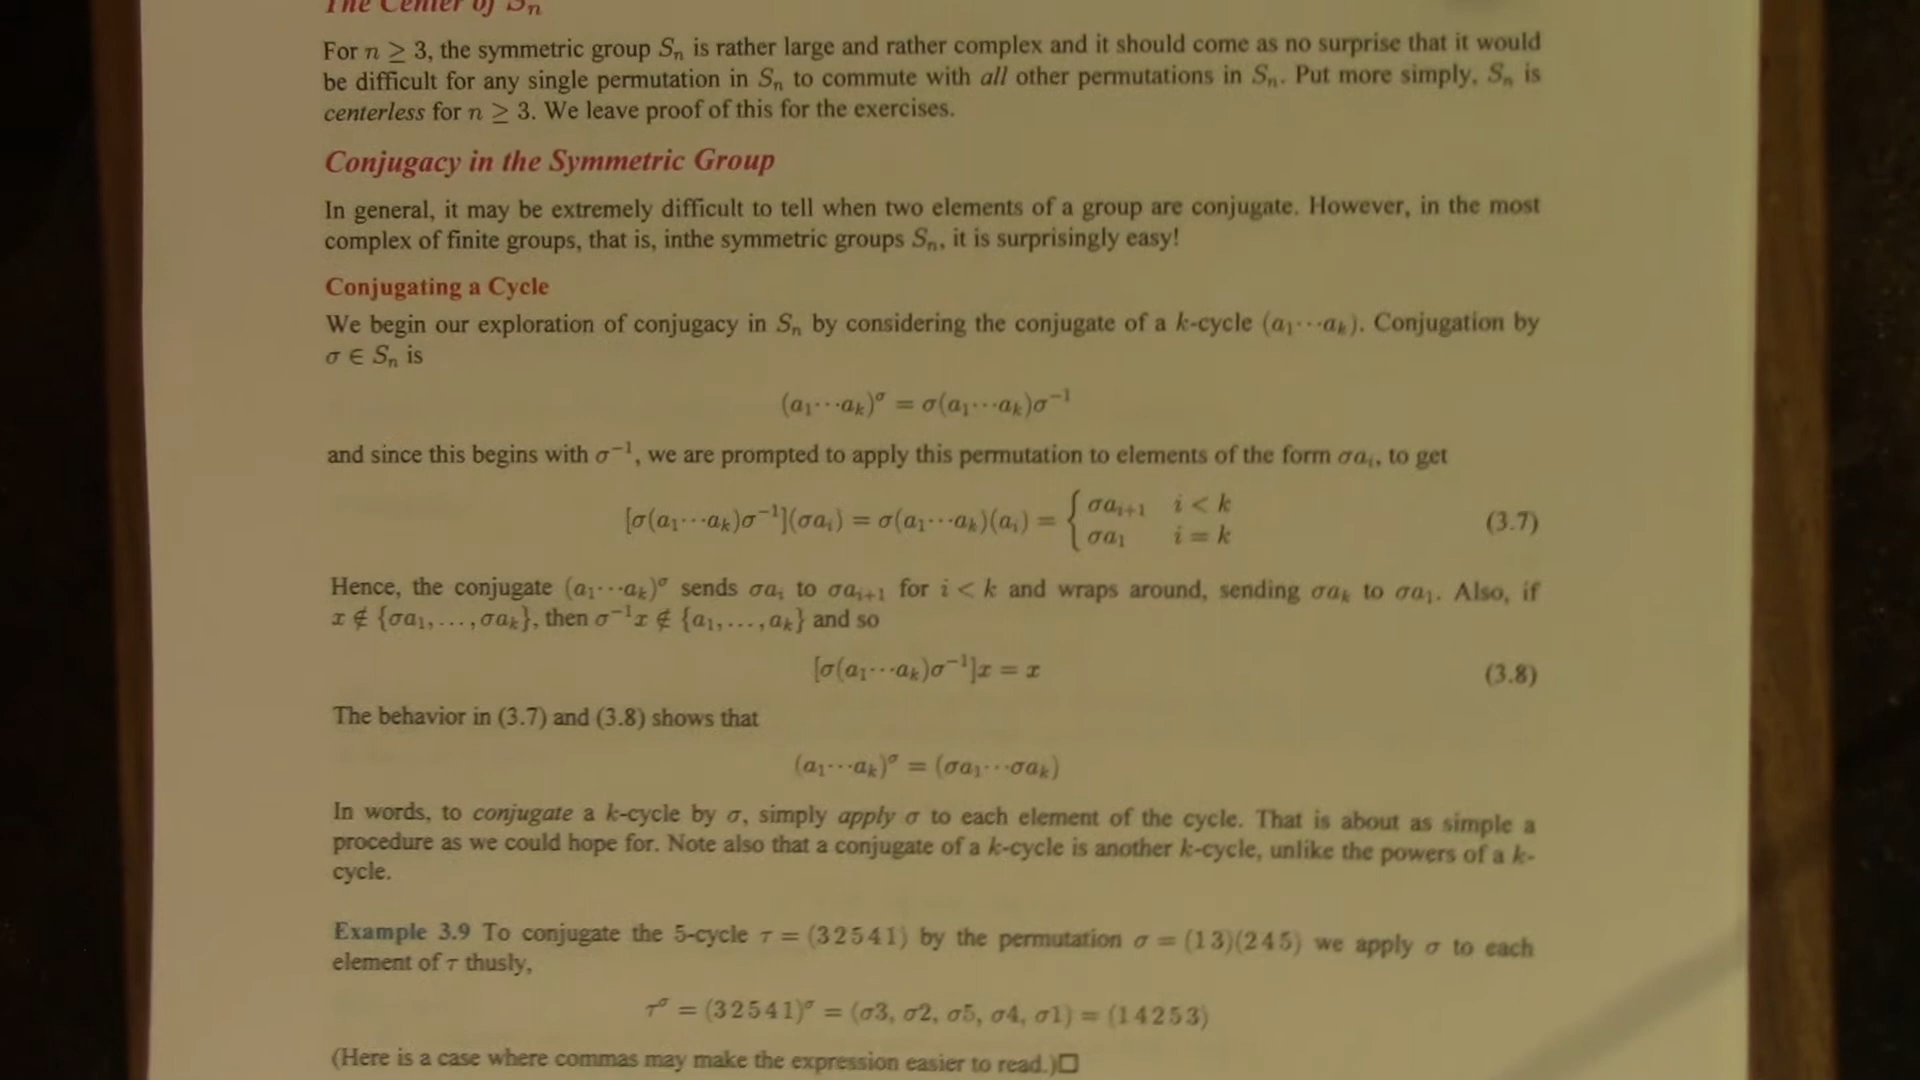 The Center of Sₙ
For n ≥ 3, the symmetric group Sₙ is rather large and rather complex and it should come as no surprise that it would
be difficult for any single permutation in Sₙ to commute with all other permutations in Sₙ. Put more simply, Sₙ is
centerless for n ≥ 3. We leave proof of this for the exercises.
Conjugacy in the Symmetric Group
In general, it may be extremely difficult to tell when two elements of a group are conjugate. However, in the most
complex of finite groups, that is, inthe symmetric groups Sₙ, it is surprisingly easy!
Conjugating a Cycle
We begin our exploration of conjugacy in Sₙ by considering the conjugate of a k-cycle (a₁⋯aₖ). Conjugation by
σ ∈ Sₙ is
(a₁⋯aₖ)^σ = σ(a₁⋯aₖ)σ⁻¹
and since this begins with σ⁻¹, we are prompted to apply this permutation to elements of the form σaᵢ, to get
[σ(a₁⋯aₖ)σ⁻¹](σaᵢ) = σ(a₁⋯aₖ)(aᵢ) = { σaᵢ₊₁ i < k
σa₁ i = k (3.7)
Hence, the conjugate (a₁⋯aₖ)^σ sends σaᵢ to σaᵢ₊₁ for i < k and wraps around, sending σaₖ to σa₁. Also, if
x ∉ {σa₁, …, σaₖ}, then σ⁻¹x ∉ {a₁, …, aₖ} and so
[σ(a₁⋯aₖ)σ⁻¹]x = x (3.8)
The behavior in (3.7) and (3.8) shows that
(a₁⋯aₖ)^σ = (σa₁⋯σaₖ)
In words, to conjugate a k-cycle by σ, simply apply σ to each element of the cycle. That is about as simple a
procedure as we could hope for. Note also that a conjugate of a k-cycle is another k-cycle, unlike the powers of a k-
cycle.
Example 3.9 To conjugate the 5-cycle τ = (32541) by the permutation σ = (13)(245) we apply σ to each
element of τ thusly,
τ^σ = (32541)^σ = (σ3, σ2, σ5, σ4, σ1) = (14253)
(Here is a case where commas may make the expression easier to read.)□